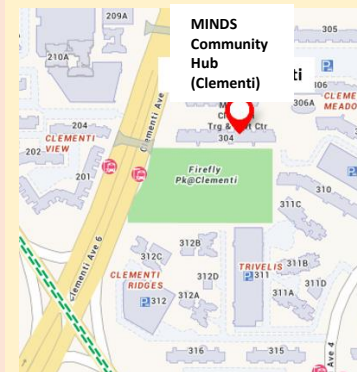 209A
210A
MINDS
Community
Hub
(Clementi)
305
P
306
306A
CLEME
MEADO
Trg &
Ctr
304
204
CLEMENTI
VIEW
202
201
Clementi Ave
Firefly
Pk@Clementi
310
311C
312B
312C
CLEMENTI
RIDGES
312D
312A
P 312
TRIVELIS
P 311
311B
311D
311A
Clementi Ave 6
316
315
Ave 4
P